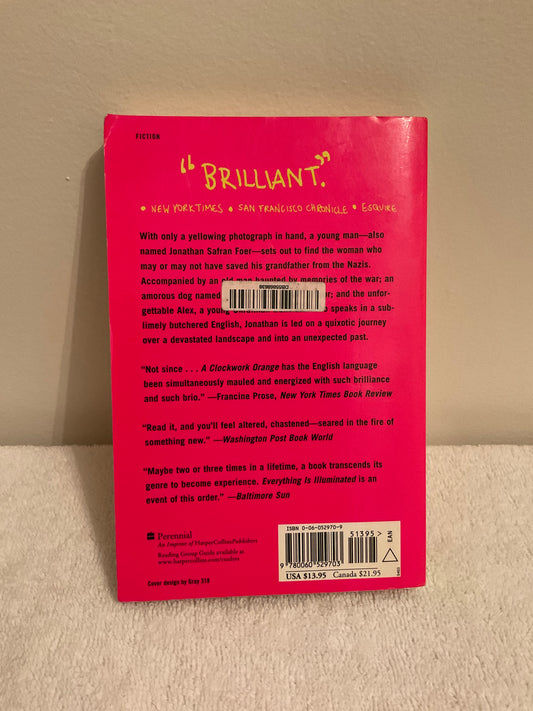 FICTION
"BRILLIANT."
• NEW YORK TIMES • SAN FRANCISCO CHRONICLE • ESQUIRE
With only a yellowing photograph in hand, a young man—also
named Jonathan Safran Foer—sets out to find the woman who
may or may not have saved his grandfather from the Nazis.
Accompanied by an old man haunted by memories of the war; an
amorous dog named or; and the unfor-
gettable Alex, a young speaks in a sub-
limely butchered English, Jonathan is led on a quixotic journey
over a devastated landscape and into an unexpected past.
"Not since . . . A Clockwork Orange has the English language
been simultaneously mauled and energized with such brilliance
and such brio." —Francine Prose, New York Times Book Review
"Read it, and you'll feel altered, chastened—seared in the fire of
something new." —Washington Post Book World
"Maybe two or three times in a lifetime, a book transcends its
genre to become experience. Everything Is Illuminated is an
event of this order." —Baltimore Sun
Perennial
An Imprint of HarperCollinsPublishers
Reading Group Guide available at
www.harpercollins.com/readers
Cover design by Gray 318
ISBN 0-06-052970-9
51395>
EAN
9 780060 529703
USA $13.95 Canada $21.95